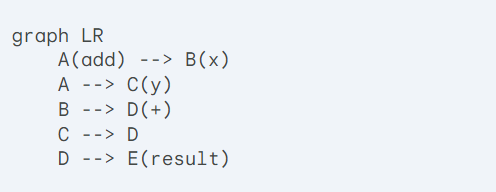 graph LR
    A(add) --> B(x)
    A --> C(y)
    B --> D(+)
    C --> D
    D --> E(result)